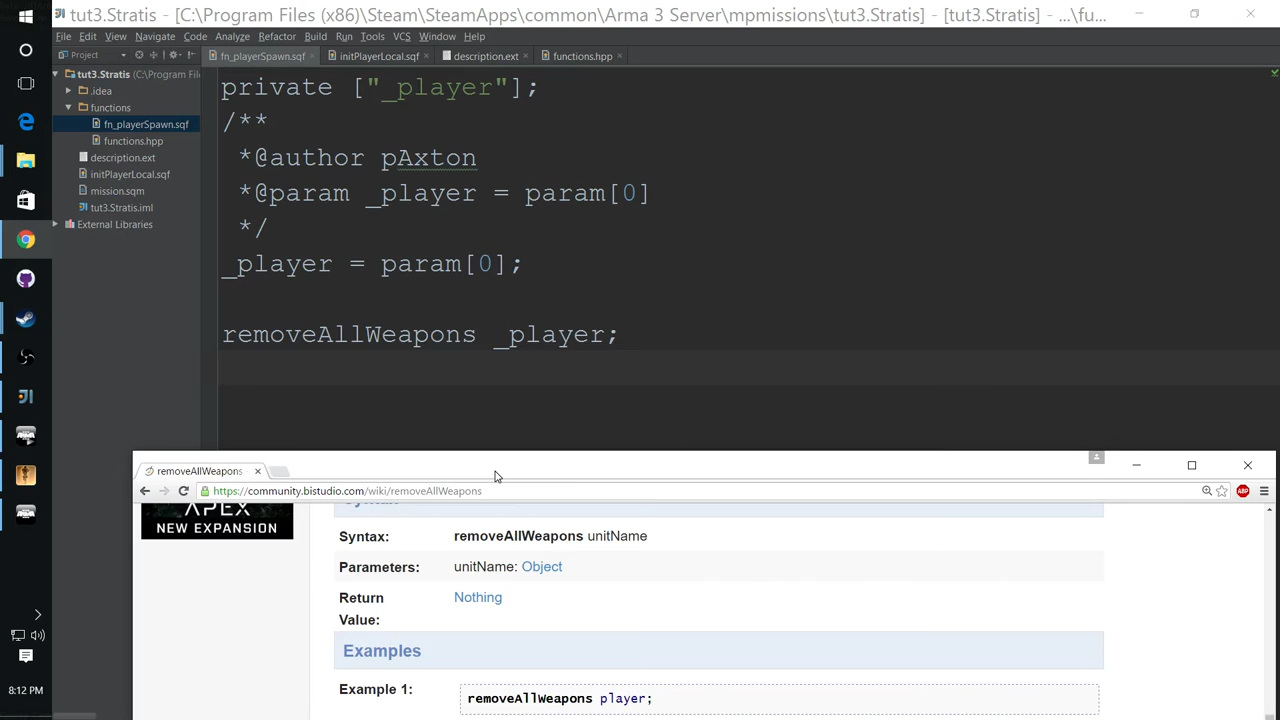 tut3.Stratis - [C:\Program Files (x86)\Steam\SteamApps\common\Arma 3 Server\mpmissions\tut3.Stratis] - [tut3.Stratis] - ...\fu...
File Edit View Navigate Code Analyze Refactor Build Run Tools VCS Window Help
Project
fn_playerSpawn.sqf
initPlayerLocal.sqf
description.ext
functions.hpp
tut3.Stratis (C:\Program Fil
.idea
functions
fn_playerSpawn.sqf
functions.hpp
description.ext
initPlayerLocal.sqf
mission.sqm
tut3.Stratis.iml
External Libraries
private ["_player"];
/**
*@author pAxton
*@param _player = param[0]
*/
_player = param[0];
removeAllWeapons _player;
removeAllWeapons
https://community.bistudio.com/wiki/removeAllWeapons
ABP
APEX
NEW EXPANSION
Syntax: removeAllWeapons unitName
Parameters: unitName: Object
Return Value: Nothing
Examples
Example 1: removeAllWeapons player;
8:12 PM